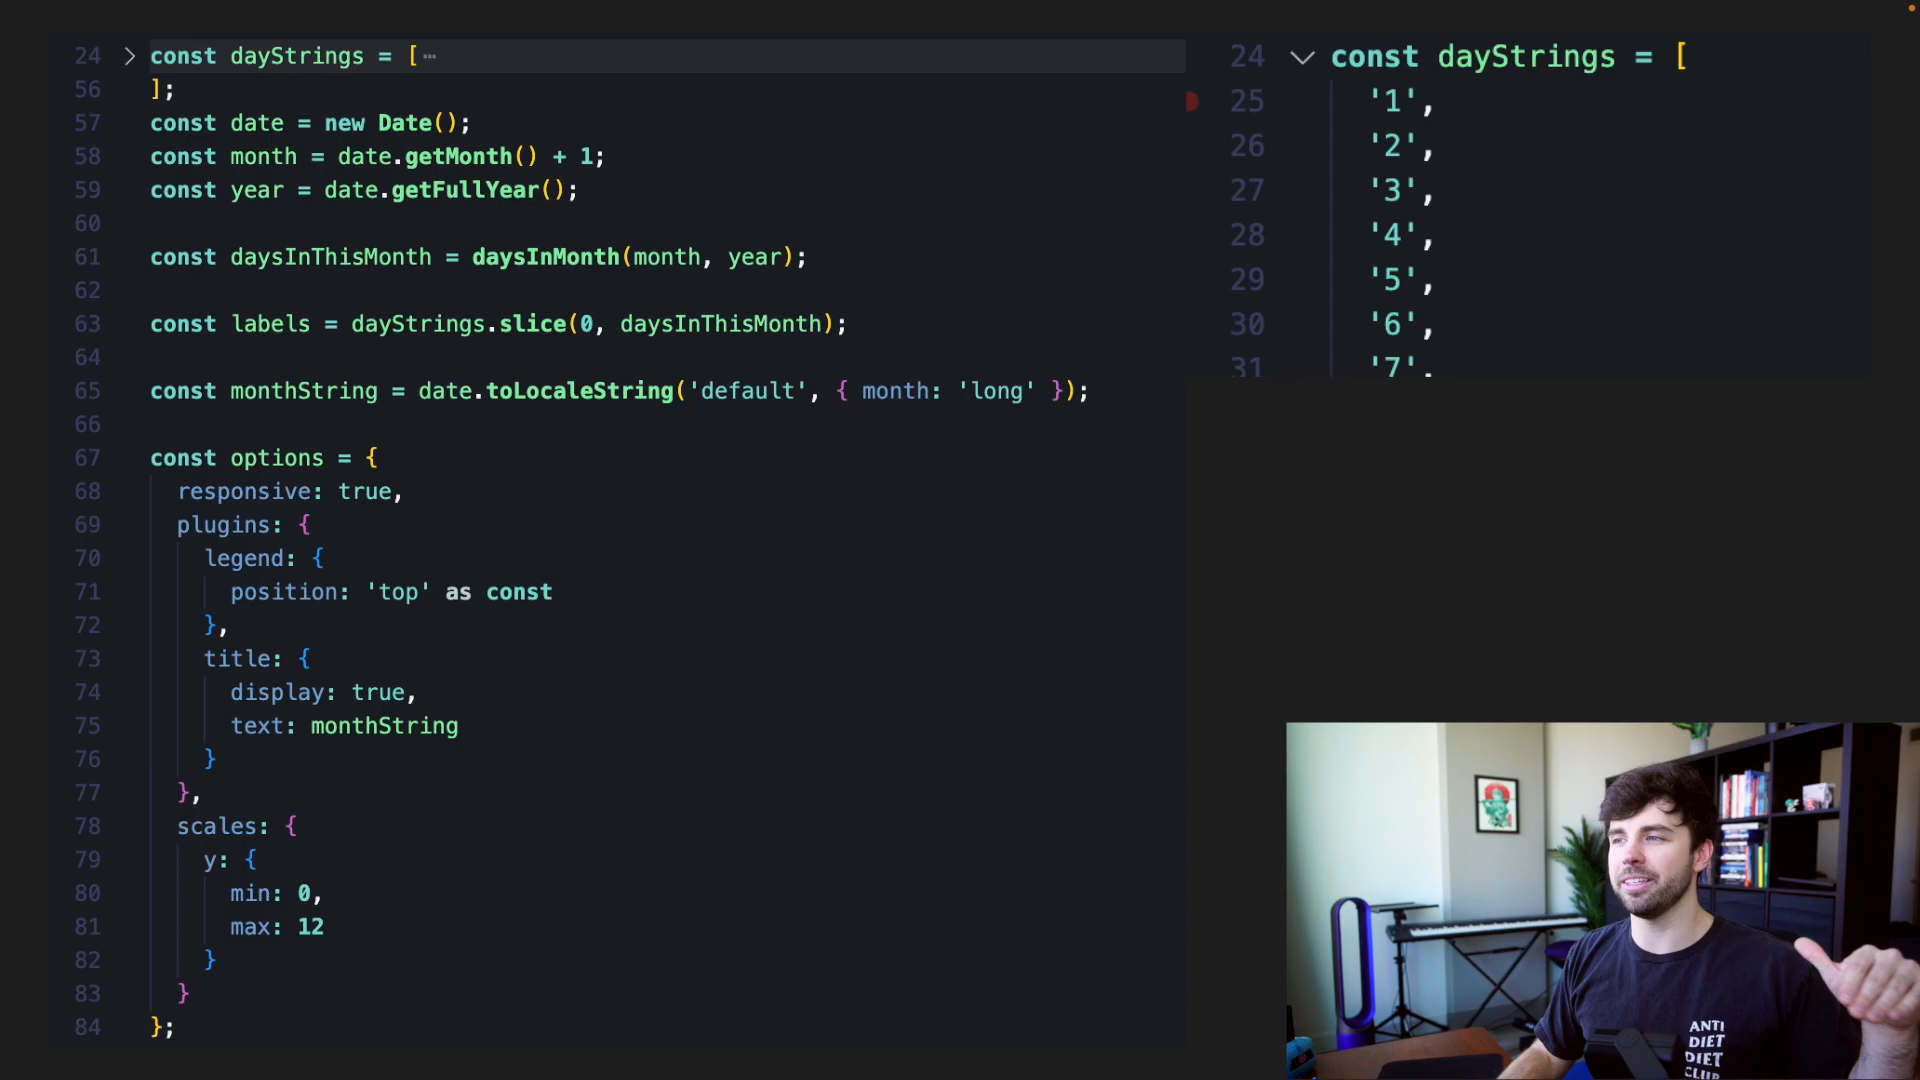 24 > const dayStrings = [ ⋯
56 ];
57 const date = new Date();
58 const month = date.getMonth() + 1;
59 const year = date.getFullYear();
60
61 const daysInThisMonth = daysInMonth(month, year);
62
63 const labels = dayStrings.slice(0, daysInThisMonth);
64
65 const monthString = date.toLocaleString('default', { month: 'long' });
66
67 const options = {
68 responsive: true,
69 plugins: {
70 legend: {
71 position: 'top' as const
72 },
73 title: {
74 display: true,
75 text: monthString
76 }
77 },
78 scales: {
79 y: {
80 min: 0,
81 max: 12
82 }
83 }
84 };
24 const dayStrings = [
25 '1',
26 '2',
27 '3',
28 '4',
29 '5',
30 '6',
31 '7',
ANTI
DIET
DIET
CLUB